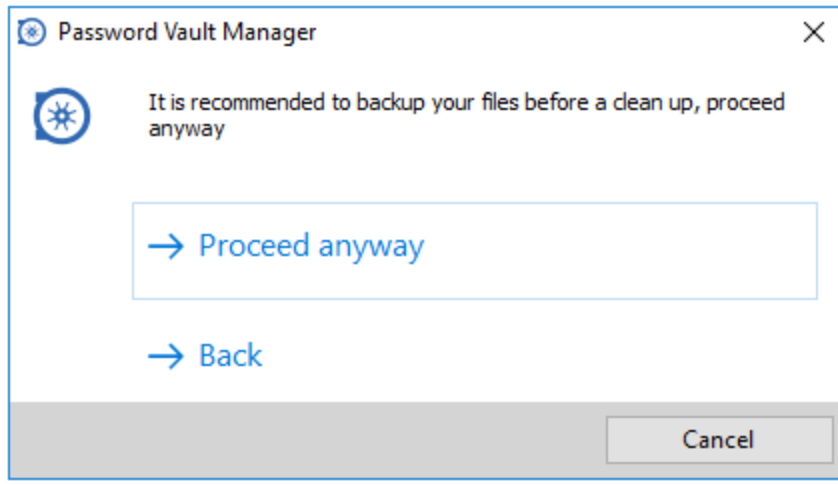 Password Vault Manager
It is recommended to backup your files before a clean up, proceed
anyway
Proceed anyway
Back
Cancel